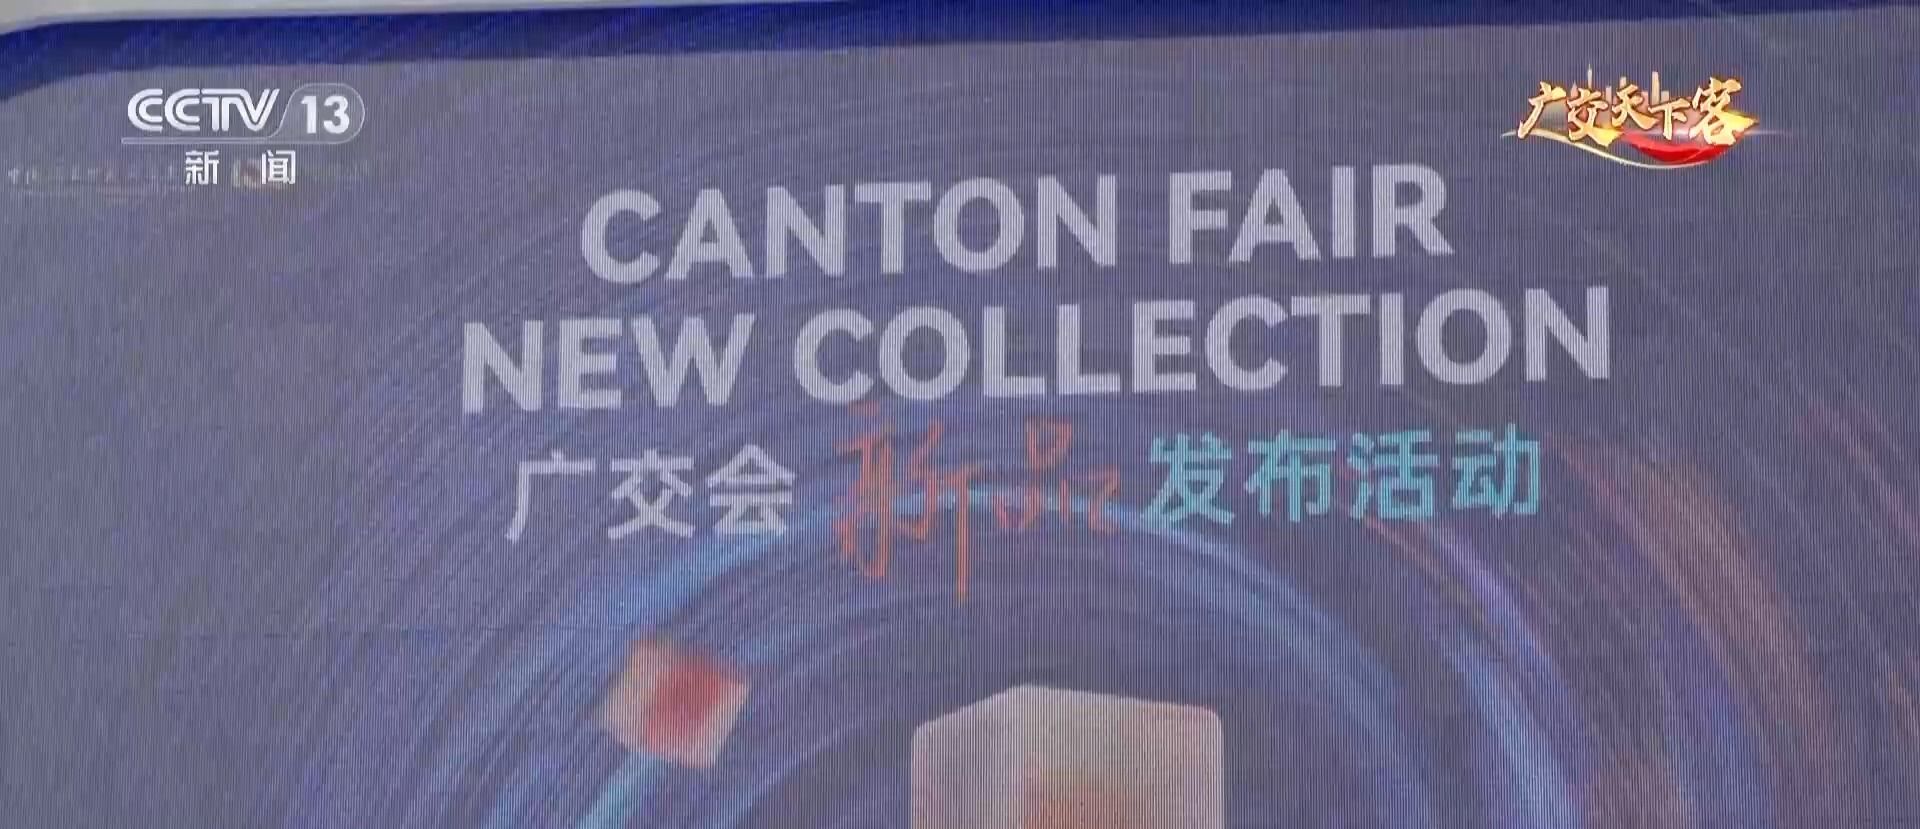 CCTV 13
新闻
广交天下客
CANTON FAIR
NEW COLLECTION
广交会 新品 发布活动